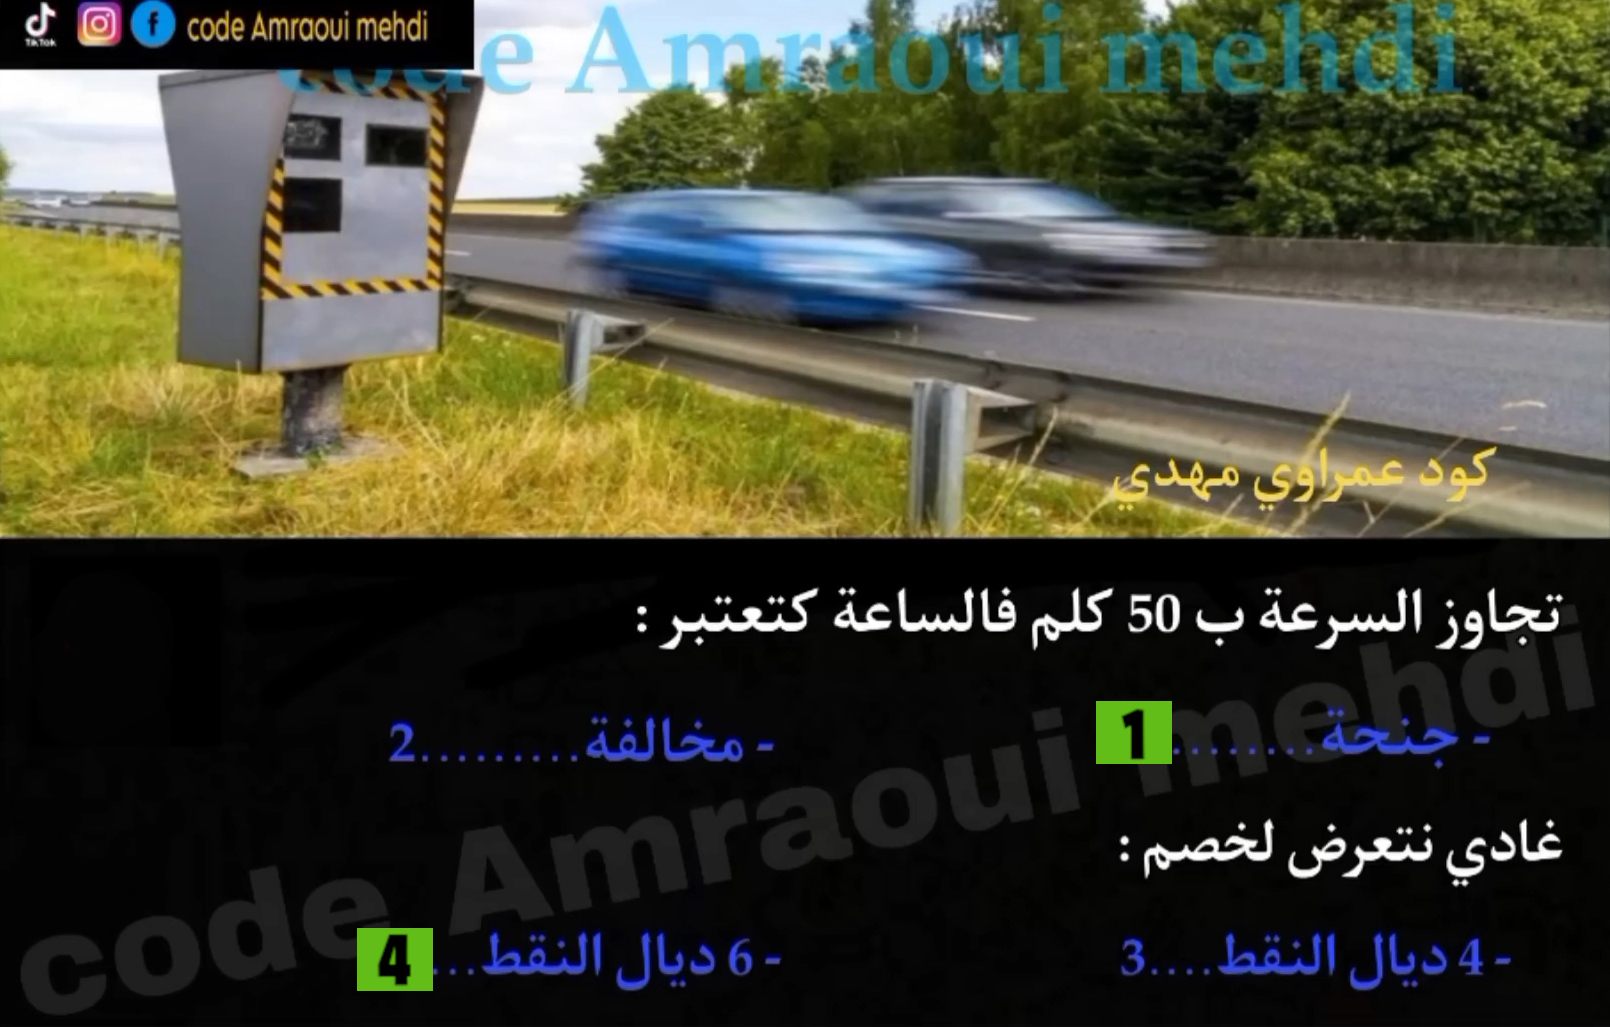 TikTok code Amraoui mehdi
code Amraoui mehdi
كود عمراوي مهدي
تجاوز السرعة ب 50 كلم فالساعة كتعتبر :
- جنحة........1 - مخالفة.........2
غادي نتعرض لخصم :
- 4 ديال النقط....3 - 6 ديال النقط...4
code Amraoui mehdi